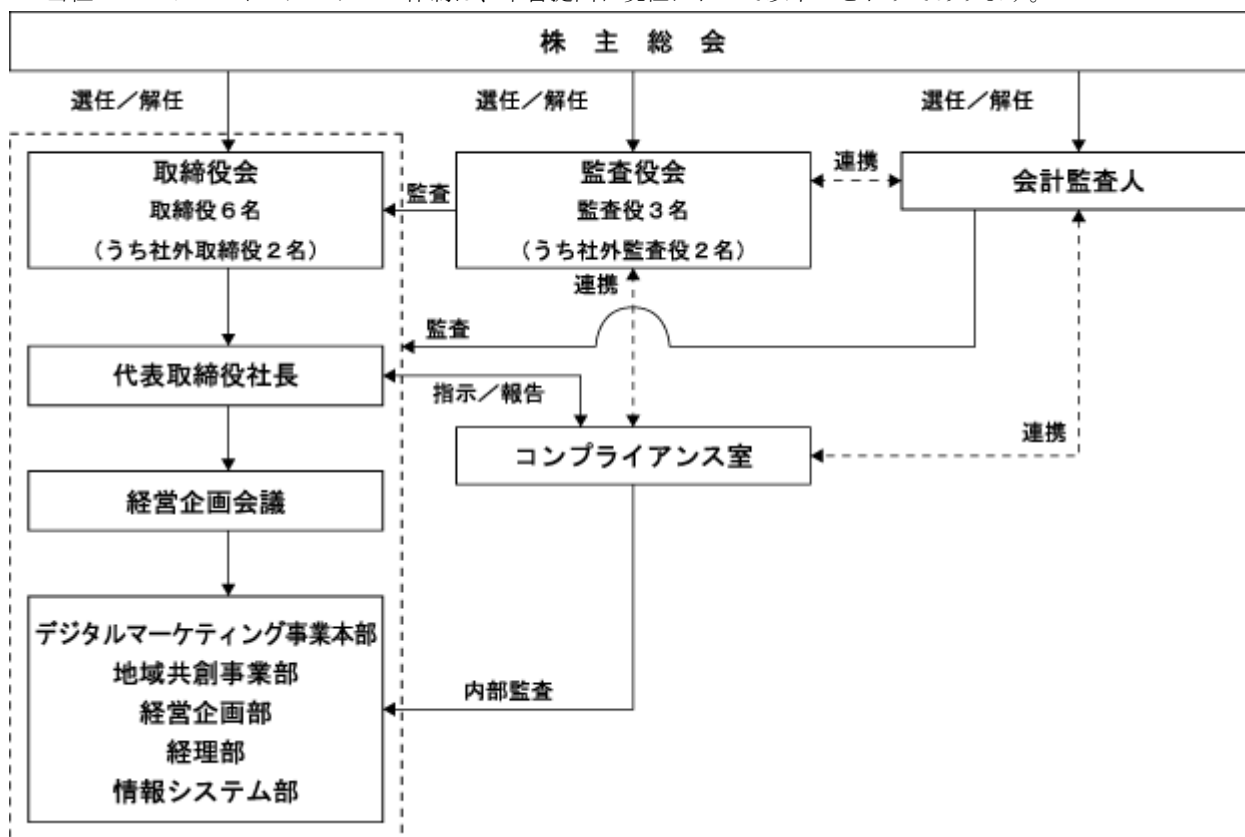 株 主 総 会
選任／解任
選任／解任
選任／解任
取締役会
取締役６名
（うち社外取締役２名）
監査
監査役会
監査役３名
（うち社外監査役２名）
連携
会計監査人
連携
監査
代表取締役社長
指示／報告
コンプライアンス室
連携
経営企画会議
デジタルマーケティング事業本部
地域共創事業部
経営企画部
経理部
情報システム部
内部監査